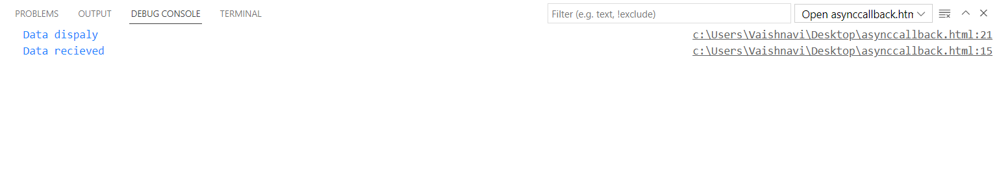 PROBLEMS OUTPUT DEBUG CONSOLE TERMINAL Filter (e.g. text, !exclude) Open asynccallback.htn
Data dispaly c:\Users\Vaishnavi\Desktop\asynccallback.html:21
Data recieved c:\Users\Vaishnavi\Desktop\asynccallback.html:15